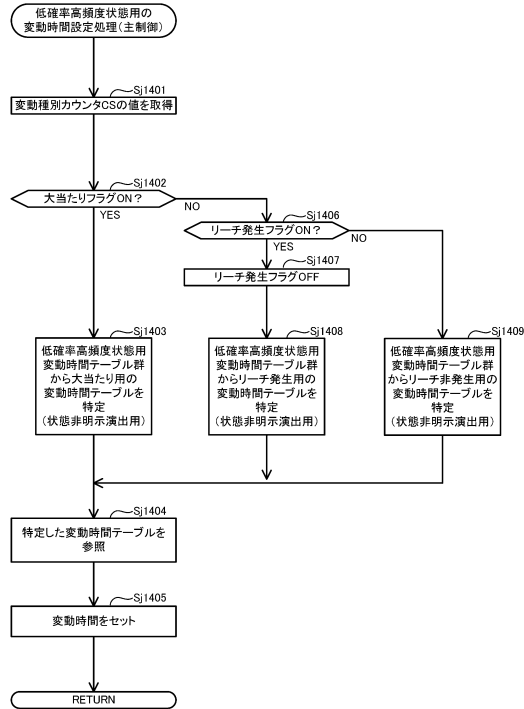 低確率高頻度状態用の
変動時間設定処理(主制御)
Sj1401
変動種別カウンタCSの値を取得
Sj1402
大当たりフラグON？
NO
YES
Sj1406
リーチ発生フラグON？
NO
YES
Sj1407
リーチ発生フラグOFF
Sj1403
低確率高頻度状態用
変動時間テーブル群
から大当たり用の
変動時間テーブルを
特定
(状態非明示演出用)
Sj1408
低確率高頻度状態用
変動時間テーブル群
からリーチ発生用の
変動時間テーブルを
特定
(状態非明示演出用)
Sj1409
低確率高頻度状態用
変動時間テーブル群
からリーチ非発生用の
変動時間テーブルを
特定
(状態非明示演出用)
Sj1404
特定した変動時間テーブルを
参照
Sj1405
変動時間をセット
RETURN